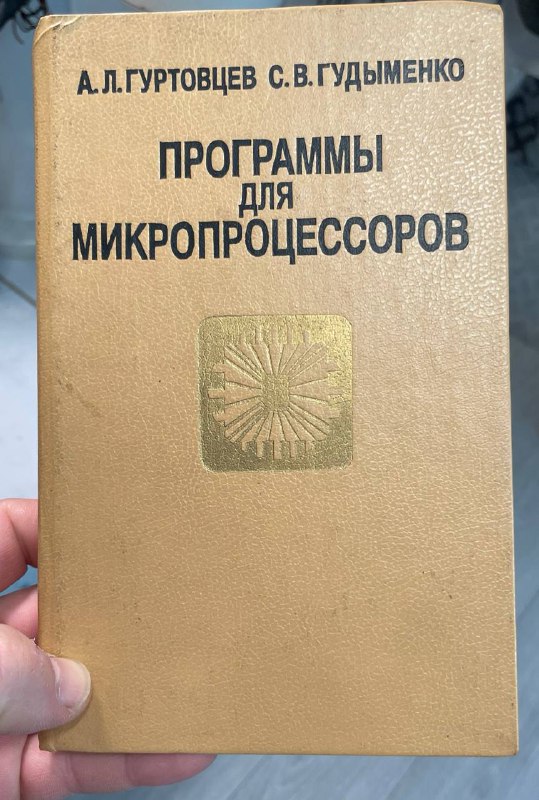 А.Л.ГУРТОВЦЕВ С.В.ГУДЫМЕНКО
ПРОГРАММЫ
ДЛЯ
МИКРОПРОЦЕССОРОВ